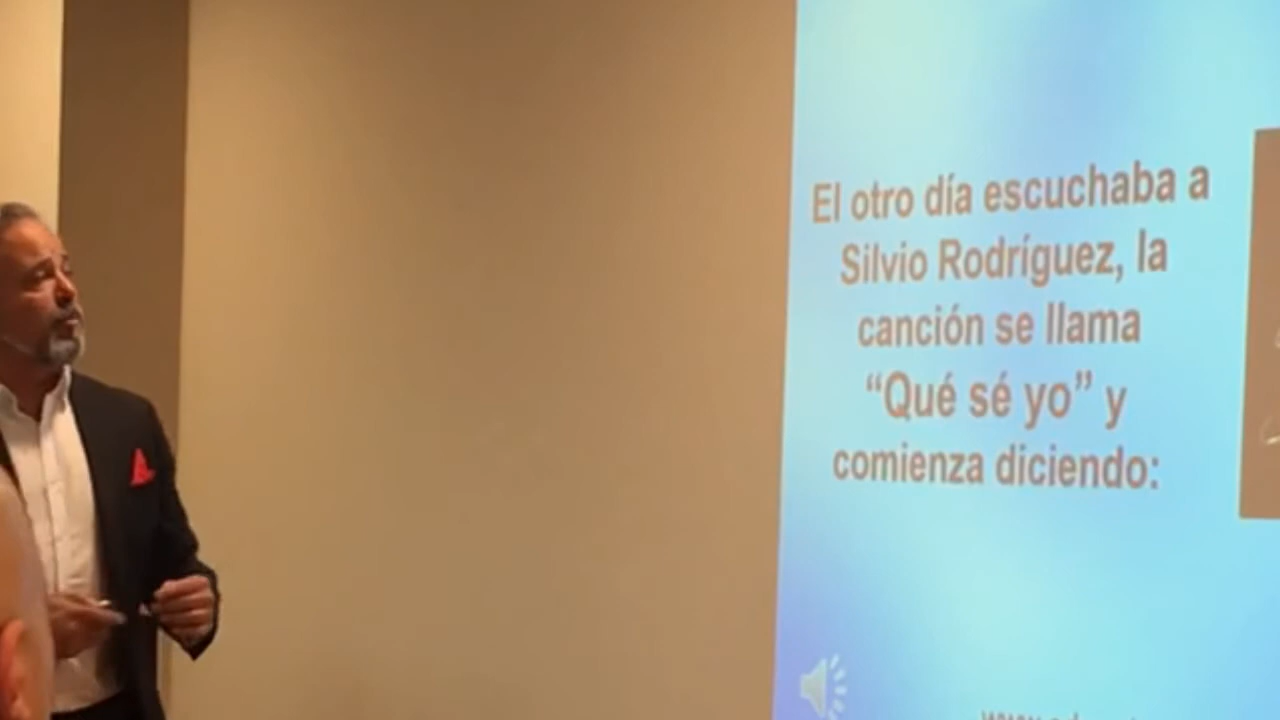 El otro día escuchaba a
Silvio Rodríguez, la
canción se llama
“Qué sé yo” y
comienza diciendo: